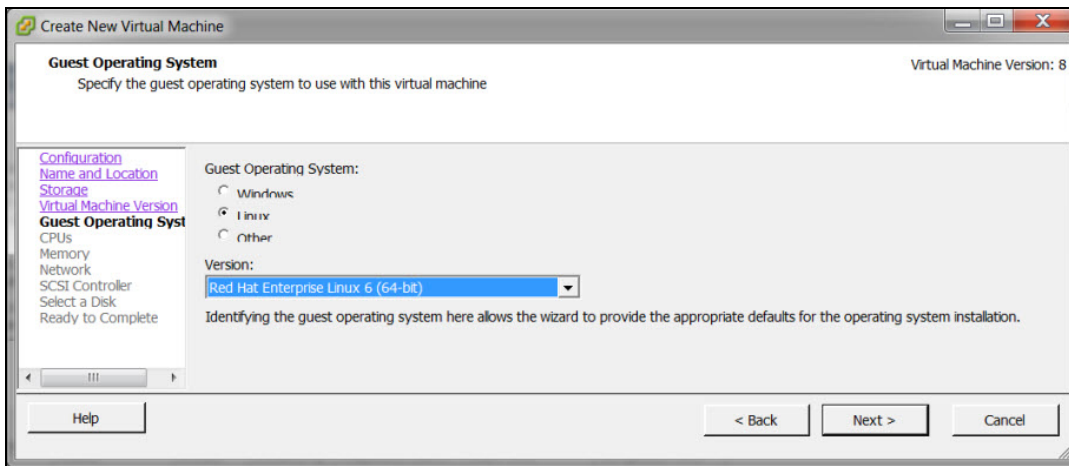 Create New Virtual Machine
Guest Operating System
Specify the guest operating system to use with this virtual machine
Virtual Machine Version: 8
Configuration
Name and Location
Storage
Virtual Machine Version
Guest Operating Syst
CPUs
Memory
Network
SCSI Controller
Select a Disk
Ready to Complete
Guest Operating System:
Windows
Linux
Other
Version:
Red Hat Enterprise Linux 6 (64-bit)
Identifying the guest operating system here allows the wizard to provide the appropriate defaults for the operating system installation.
Help
< Back
Next >
Cancel